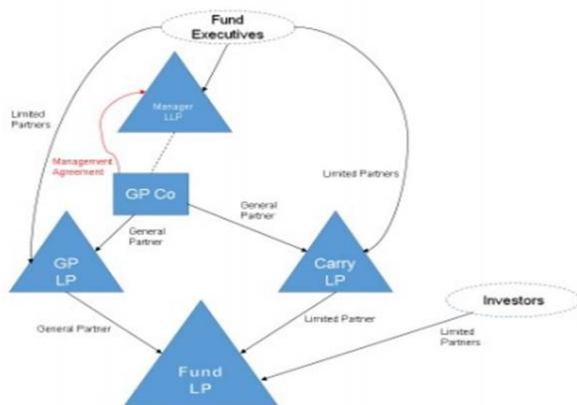 Fund
Executives
Manager
LLP
Limited
Partners
Management
Agreement
Limited Partners
GP Co
General
Partner
General
Partner
GP
LP
Carry
LP
General Partner
Limited Partner
Investors
Limited
Partners
Fund
LP